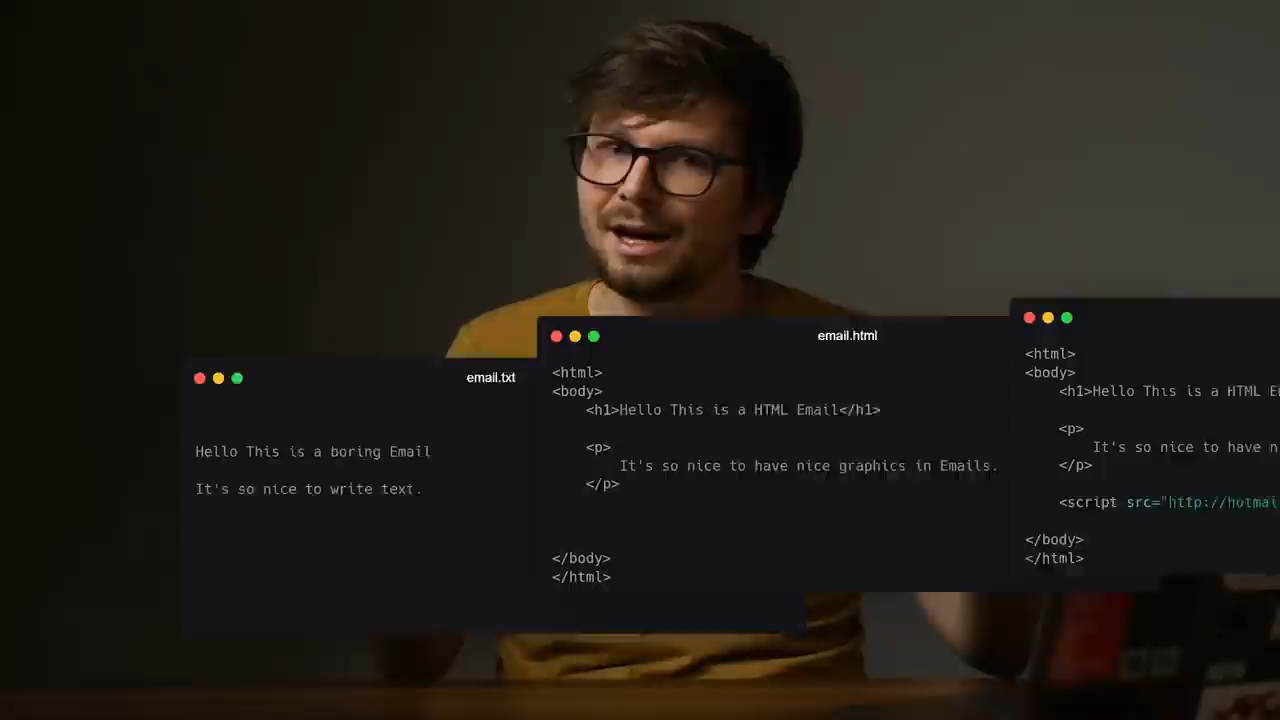 email.txt
Hello This is a boring Email
It's so nice to write text.
email.html
<html>
<body>
<h1>Hello This is a HTML Email</h1>
<p>
It's so nice to have nice graphics in Emails.
</p>
</body>
</html>
<html>
<body>
<h1>Hello This is a HTML E
<p>
It's so nice to have n
</p>
<script src="http://hotmai
</body>
</html>